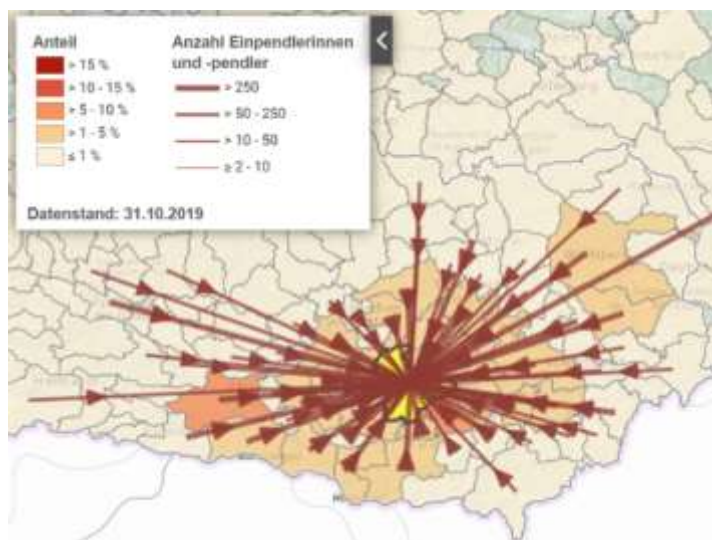 Anteil
> 15 %
> 10 - 15 %
> 5 - 10 %
> 1 - 5 %
≤ 1 %
Anzahl Einpendlerinnen
und -pendler
> 250
> 50 - 250
> 10 - 50
≥ 2 - 10
Datenstand: 31.10.2019